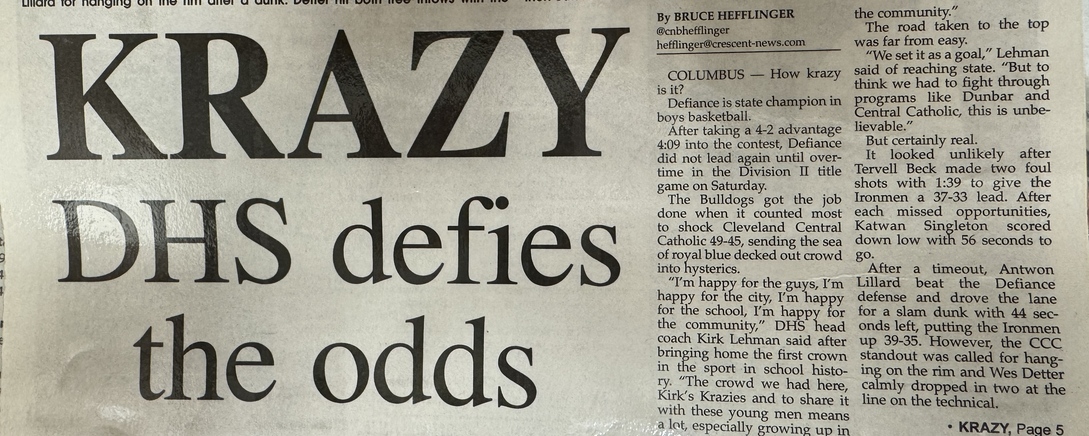 Lillard for hanging on the rim after a dunk. Detter hit both free throws with the
KRAZY
DHS defies
the odds
By BRUCE HEFFLINGER
@cnbhefflinger
hefflinger@crescent-news.com
COLUMBUS — How krazy
is it?
Defiance is state champion in
boys basketball.
After taking a 4-2 advantage
4:09 into the contest, Defiance
did not lead again until over-
time in the Division II title
game on Saturday.
The Bulldogs got the job
done when it counted most
to shock Cleveland Central
Catholic 49-45, sending the sea
of royal blue decked out crowd
into hysterics.
"I'm happy for the guys, I'm
happy for the city, I'm happy
for the school, I'm happy for
the community," DHS head
coach Kirk Lehman said after
bringing home the first crown
in the sport in school histo-
ry. "The crowd we had here,
Kirk's Krazies and to share it
with these young men means
a lot, especially growing up in
the community."
The road taken to the top
was far from easy.
"We set it as a goal," Lehman
said of reaching state. "But to
think we had to fight through
programs like Dunbar and
Central Catholic, this is unbe-
lievable."
But certainly real.
It looked unlikely after
Tervell Beck made two foul
shots with 1:39 to give the
Ironmen a 37-33 lead. After
each missed opportunities,
Katwan Singleton scored
down low with 56 seconds to
go.
After a timeout, Antwon
Lillard beat the Defiance
defense and drove the lane
for a slam dunk with 44 sec-
onds left, putting the Ironmen
up 39-35. However, the CCC
standout was called for hang-
ing on the rim and Wes Detter
calmly dropped in two at the
line on the technical.
• KRAZY, Page 5